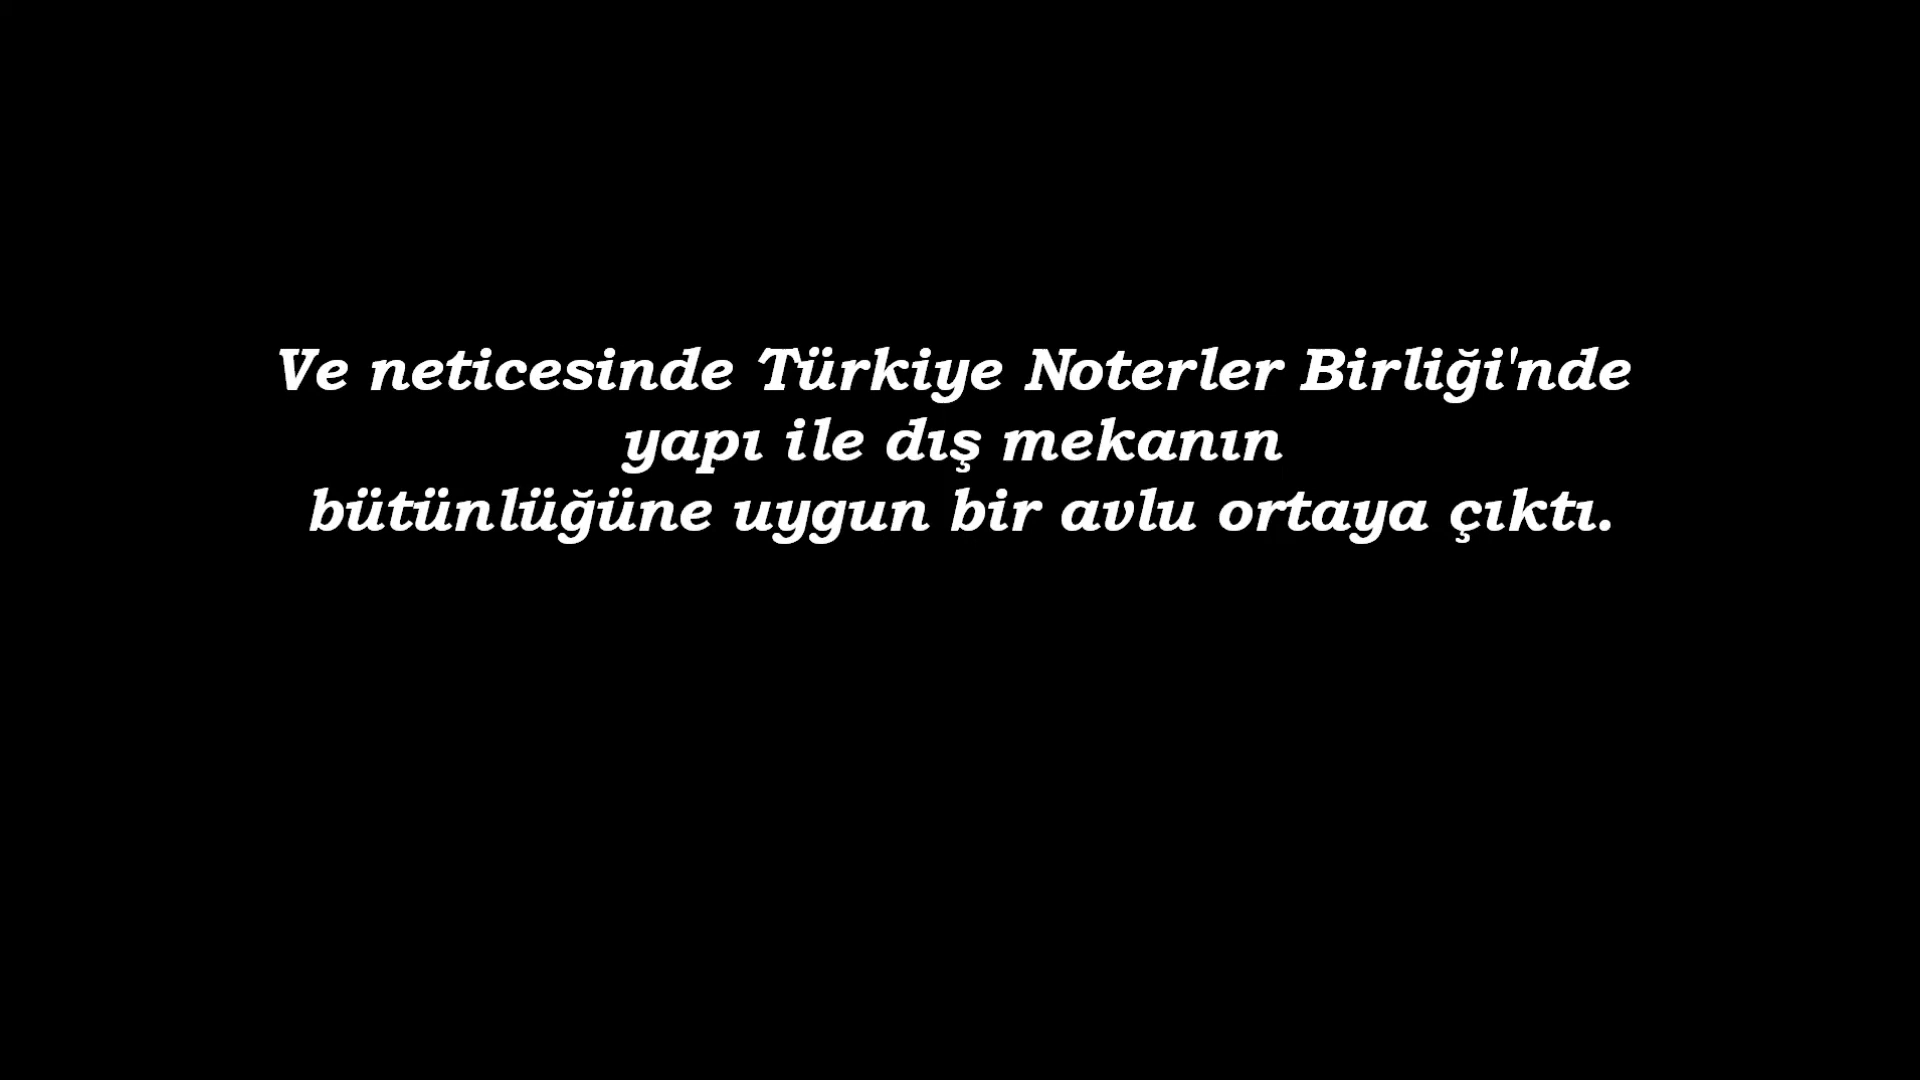 Ve neticesinde Türkiye Noterler Birliği'nde
yapı ile dış mekanın
bütünlüğüne uygun bir avlu ortaya çıktı.